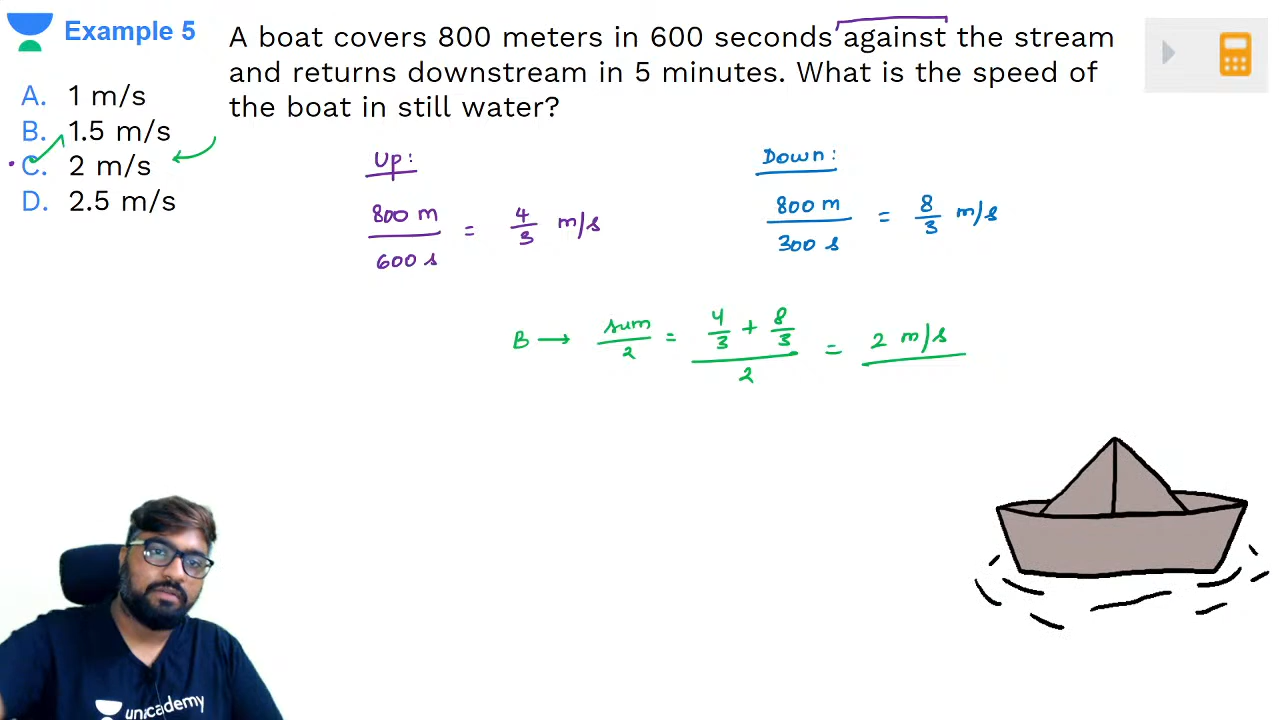 Example 5
A boat covers 800 meters in 600 seconds against the stream
and returns downstream in 5 minutes. What is the speed of
the boat in still water?
A. 1 m/s
B. 1.5 m/s
C. 2 m/s
D. 2.5 m/s
Up:
800 m
600 s
= 4/3 m/s
Down:
800 m
300 s
= 8/3 m/s
B → sum/2 = (4/3 + 8/3)/2 = 2 m/s
unacademy